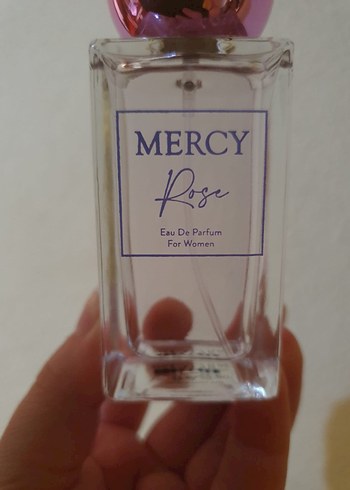 MERCY
Rose
Eau De Parfum
For Women